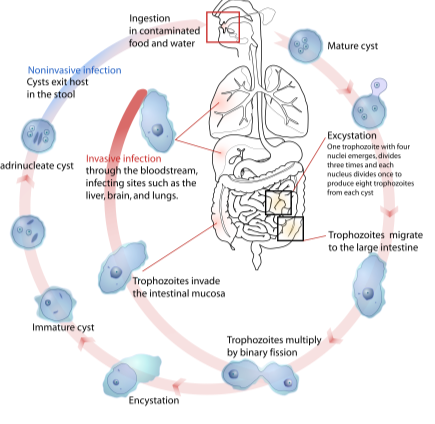 Ingestion
in contaminated
food and water
Mature cyst
Noninvasive infection
Cysts exit host
in the stool
Excystation
One trophozoite with four
nuclei emerges, divides
three times and each
nucleus divides once to
produce eight trophozoites
from each cyst
adrinucleate cyst
Invasive infection
through the bloodstream,
infecting sites such as the
liver, brain, and lungs.
Trophozoites migrate
to the large intestine
Trophozoites invade
the intestinal mucosa
Immature cyst
Trophozoites multiply
by binary fission
Encystation